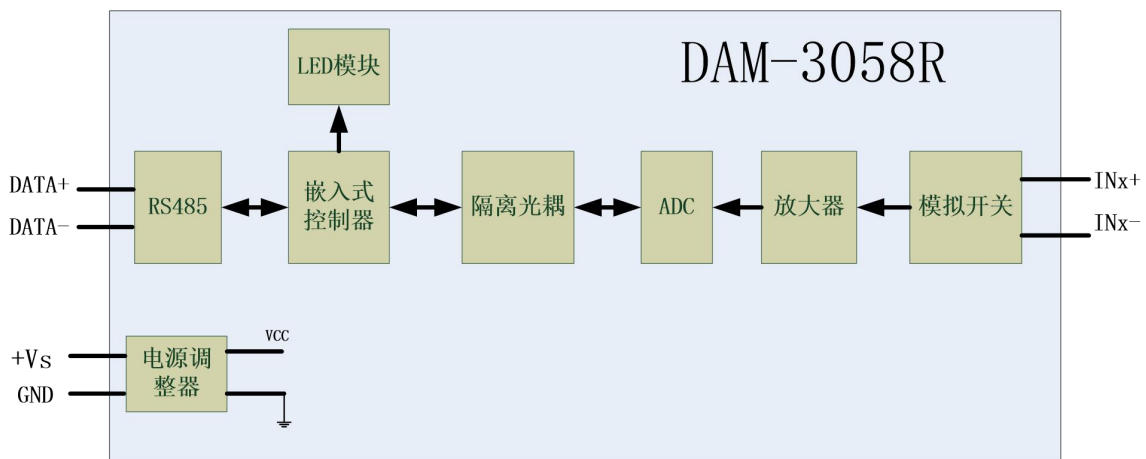 DAM-3058R
LED模块
DATA+
DATA-
RS485
嵌入式
控制器
隔离光耦
ADC
放大器
模拟开关
INx+
INx-
+Vs
GND
电源调
整器
VCC